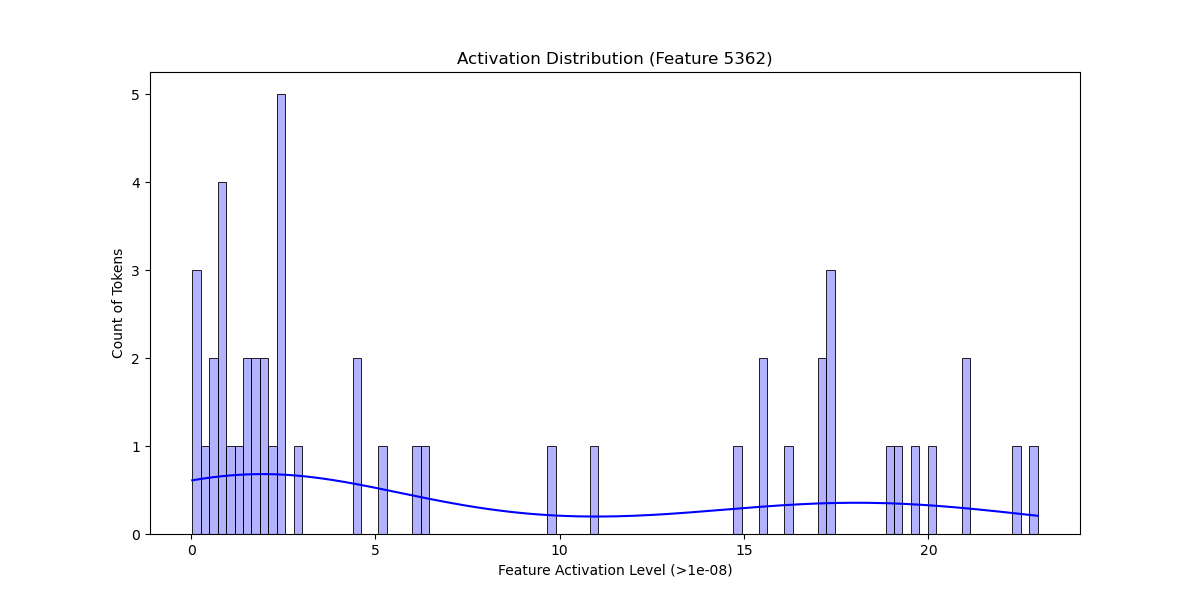 Activation Distribution (Feature 5362)
Count of Tokens
5
4
3
2
1
0
0 5 10 15 20
Feature Activation Level (>1e-08)